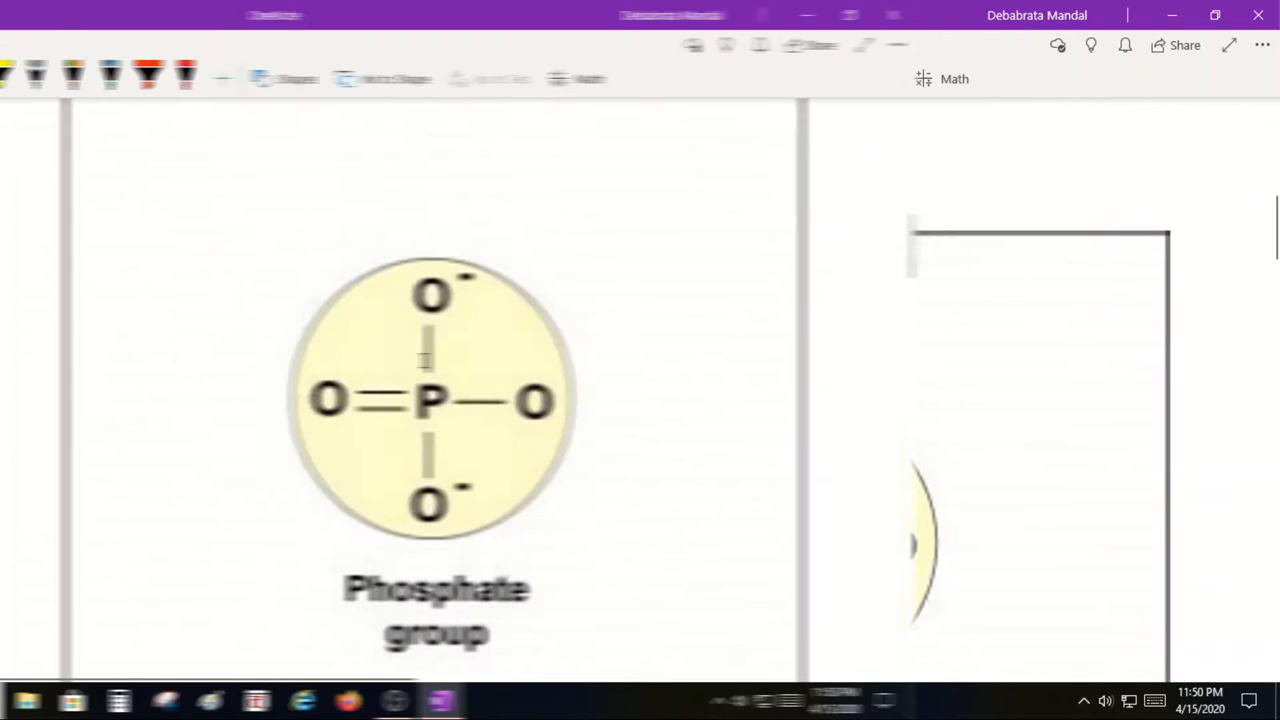 Debabrata Mandal
Share
Math
O-
O=P—O
O-
Phosphate
group
11:50 PM
4/15/2020